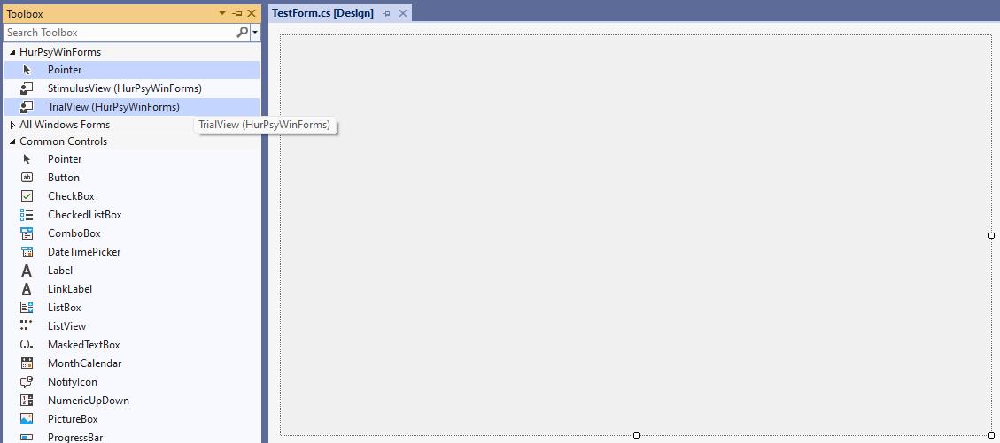 Toolbox
TestForm.cs [Design]
Search Toolbox
HurPsyWinForms
Pointer
StimulusView (HurPsyWinForms)
TrialView (HurPsyWinForms)
All Windows Forms
TrialView (HurPsyWinForms)
Common Controls
Pointer
Button
CheckBox
CheckedListBox
ComboBox
DateTimePicker
Label
LinkLabel
ListBox
ListView
MaskedTextBox
MonthCalendar
NotifyIcon
NumericUpDown
PictureBox
ProgressBar